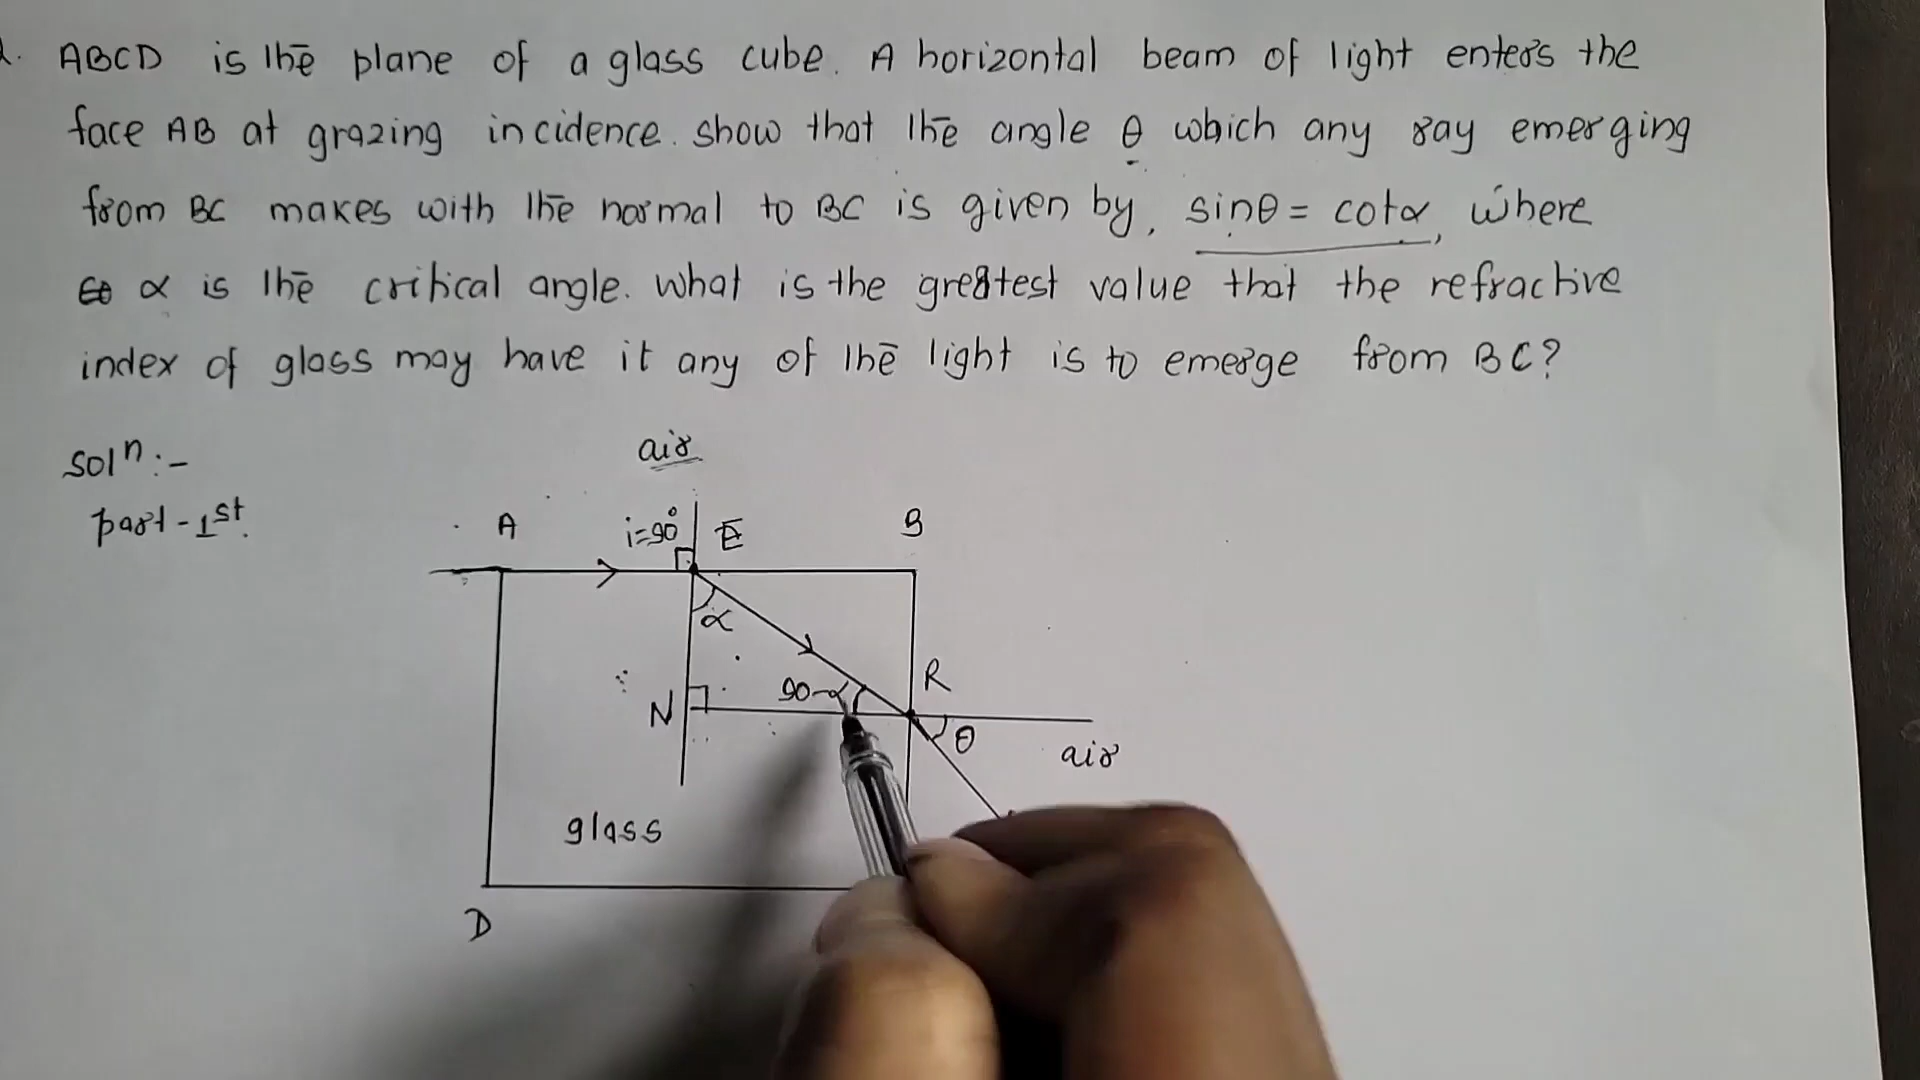 ABCD is the plane of a glass cube. A horizontal beam of light enters the
face AB at grazing incidence. show that the angle θ which any ray emerging
from BC makes with the normal to BC is given by, sinθ = cotα, where
α is the critical angle. what is the greatest value that the refractive
index of glass may have it any of the light is to emerge from BC?
soln :-
part - 1st.
air
A
i=90°
E
B
α
R
90-α
N
θ
air
glass
D